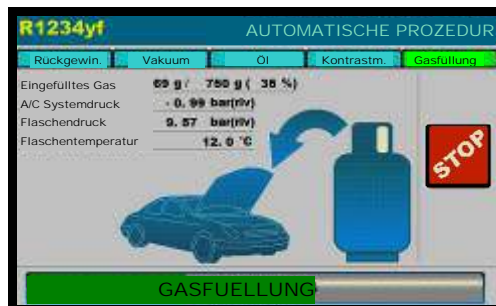 R1234yf AUTOMATISCHE PROZEDUR
Rückgewin. Vakuum Öl Kontrastm. Gasfüllung
Eingefülltes Gas 69 g / 750 g ( 36 %)
A/C Systemdruck - 0, 99 bar(rlv)
Flaschendruck 9. 57 bar(rlv)
Flaschentemperatur 12. 0 °C
STOP
GASFUELLUNG